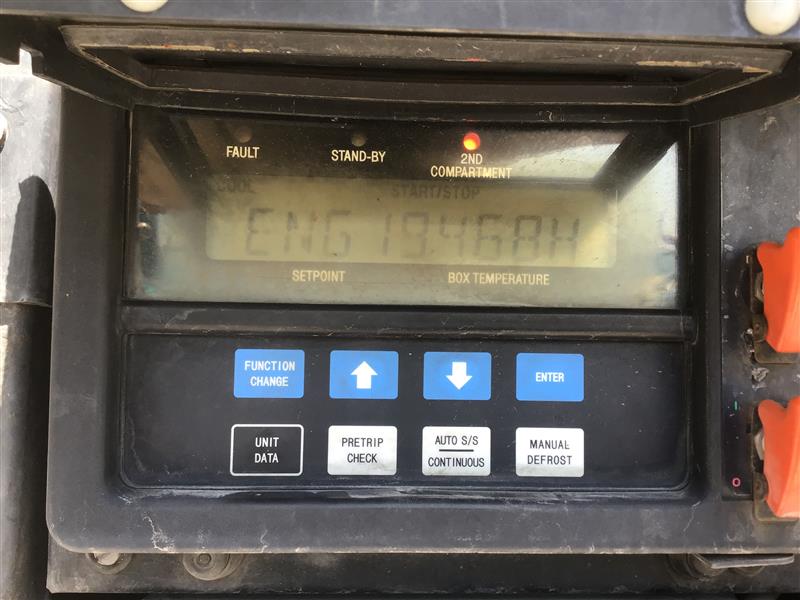 FAULT STAND-BY 2ND
COMPARTMENT
COOL START/STOP
ENG 19468H
SETPOINT BOX TEMPERATURE
FUNCTION
CHANGE
ENTER
UNIT
DATA
PRETRIP
CHECK
AUTO S/S
CONTINUOUS
MANUAL
DEFROST
I
O